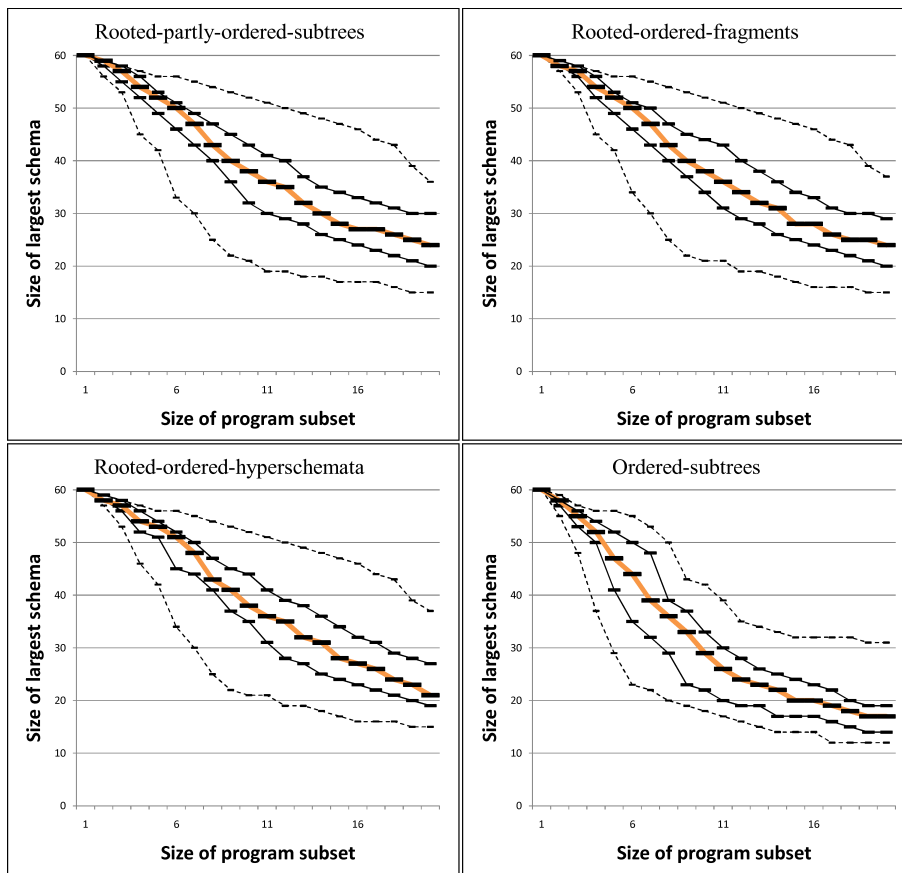 Rooted-partly-ordered-subtrees
60
50
40
30
20
10
0
Size of largest schema
1 6 11 16
Size of program subset
Rooted-ordered-fragments
60
50
40
30
20
10
0
Size of largest schema
1 6 11 16
Size of program subset
Rooted-ordered-hyperschemata
60
50
40
30
20
10
0
Size of largest schema
1 6 11 16
Size of program subset
Ordered-subtrees
60
50
40
30
20
10
0
Size of largest schema
1 6 11 16
Size of program subset